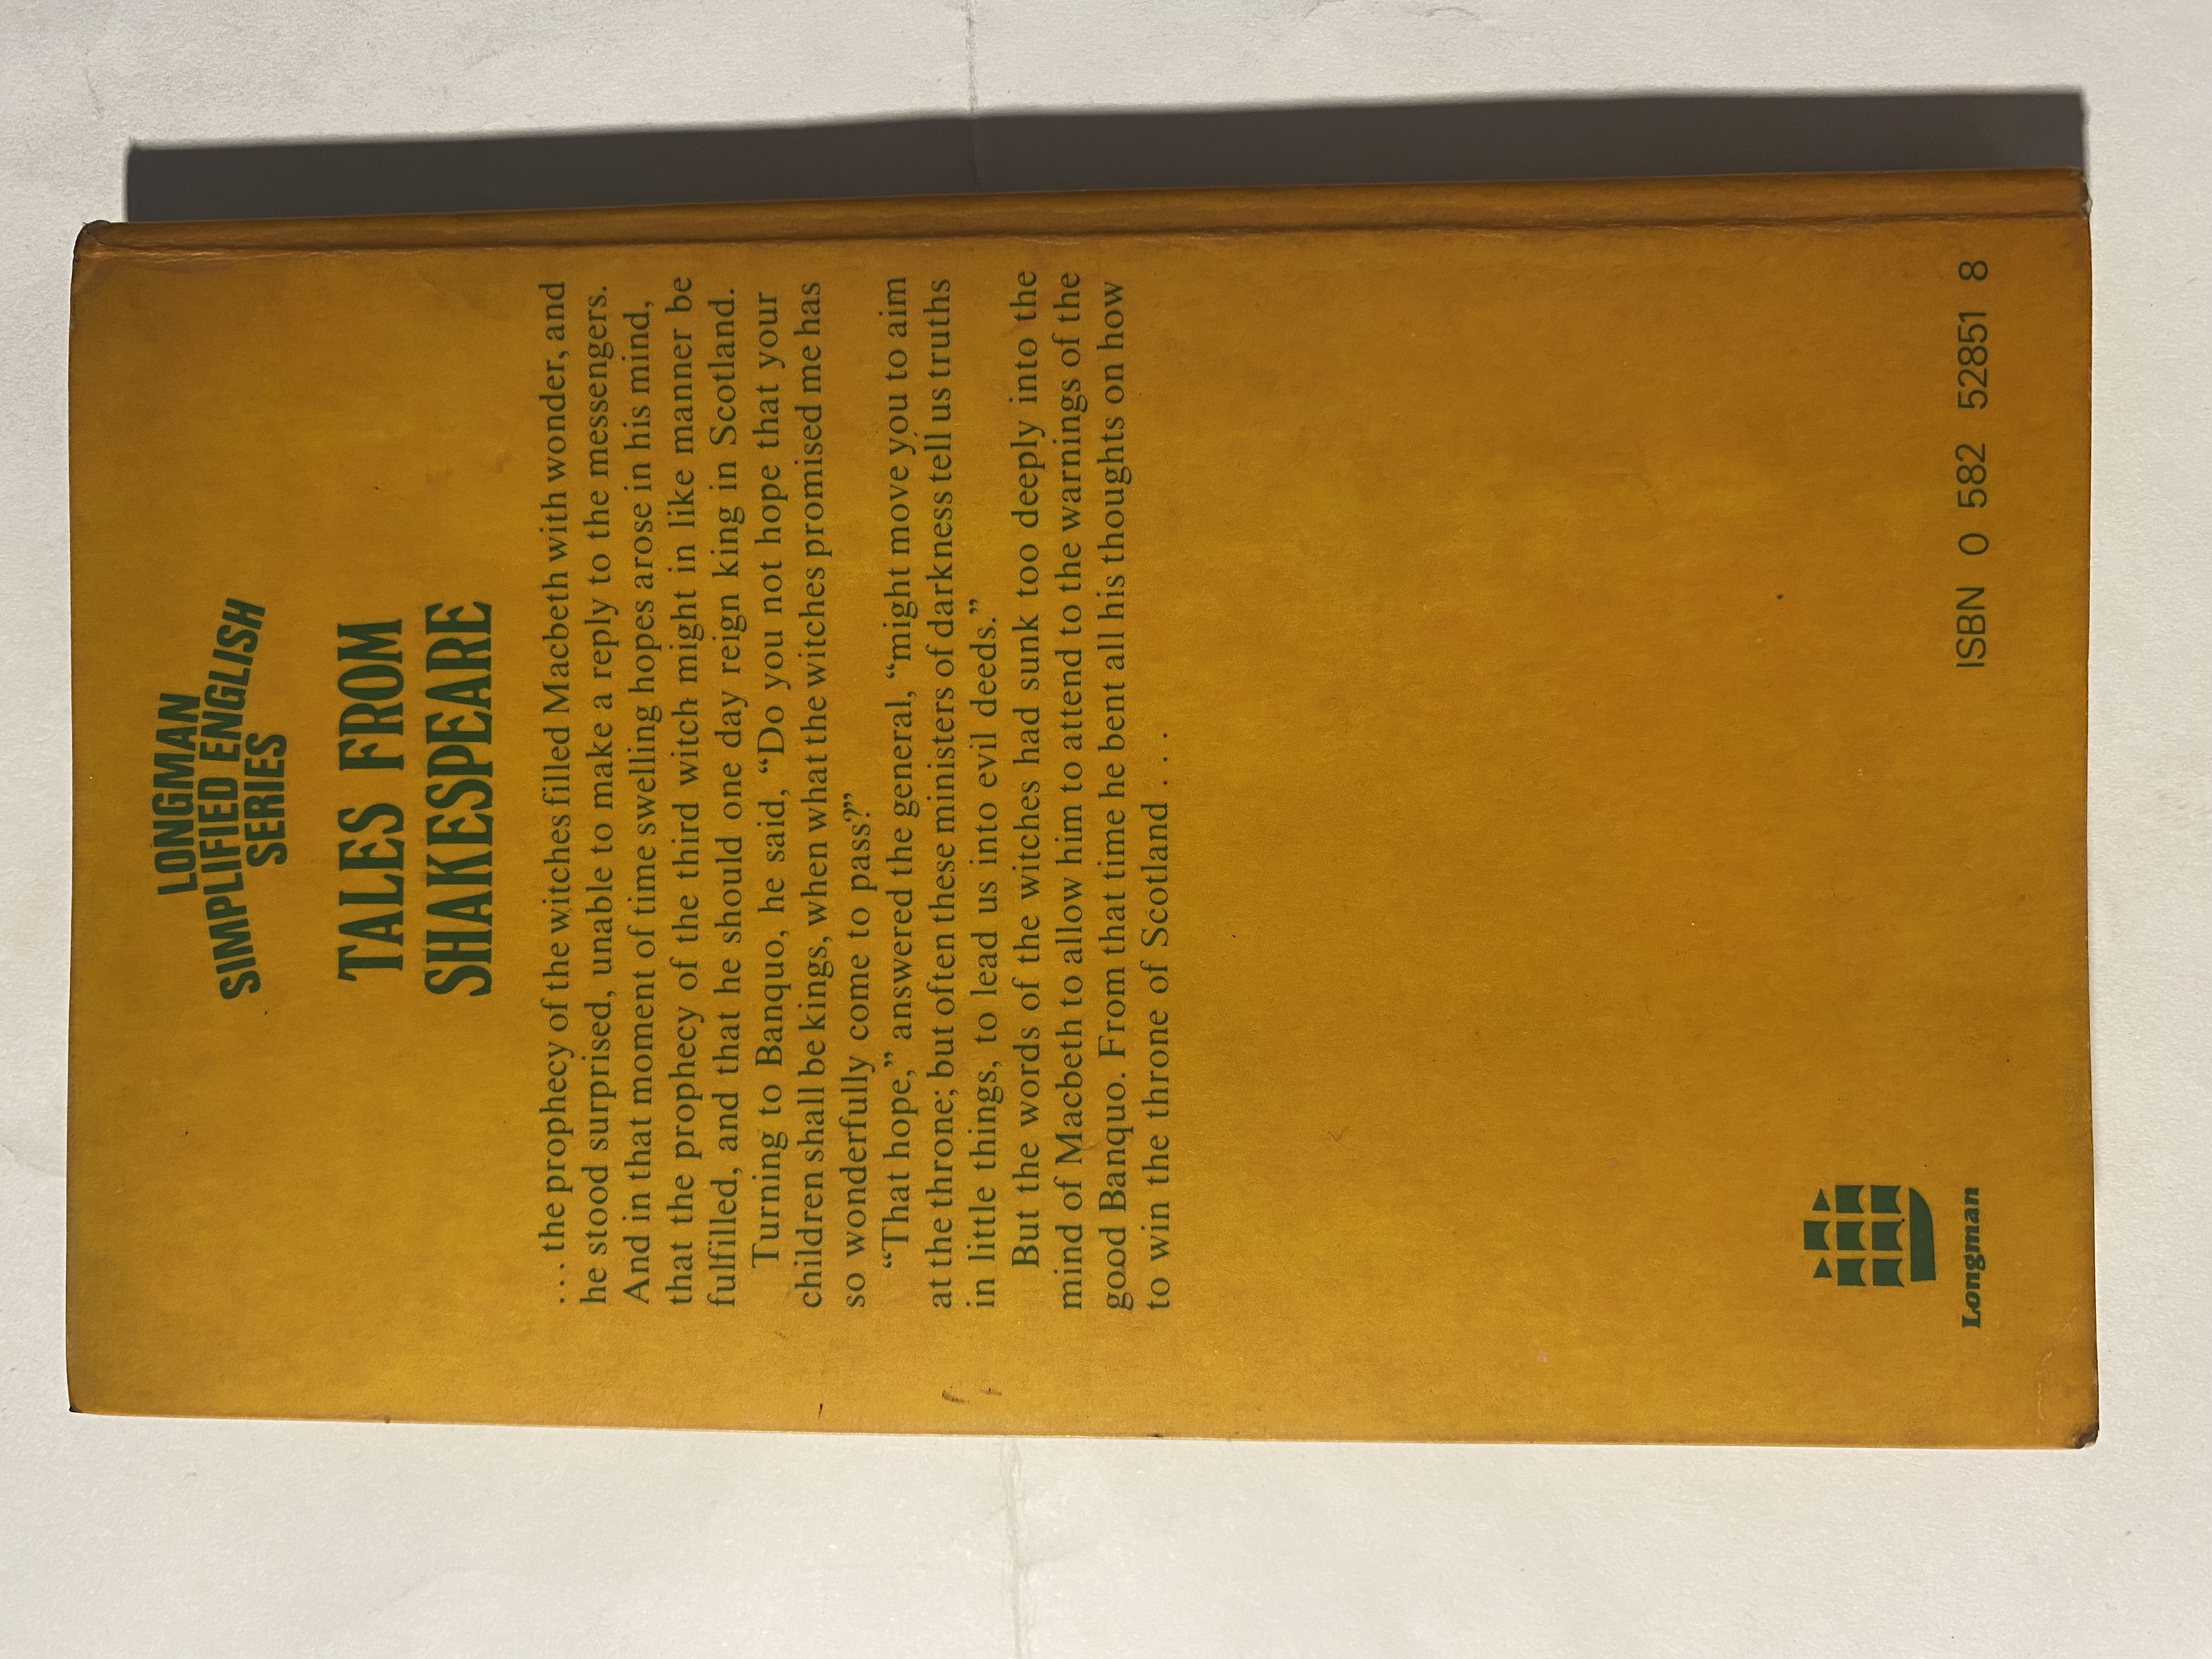 LONGMAN
SIMPLIFIED ENGLISH
SERIES
TALES FROM
SHAKESPEARE
. . . the prophecy of the witches filled Macbeth with wonder, and
he stood surprised, unable to make a reply to the messengers.
And in that moment of time swelling hopes arose in his mind,
that the prophecy of the third witch might in like manner be
fulfilled, and that he should one day reign king in Scotland.
Turning to Banquo, he said, “Do you not hope that your
children shall be kings, when what the witches promised me has
so wonderfully come to pass?”
“That hope,” answered the general, “might move you to aim
at the throne; but often these ministers of darkness tell us truths
in little things, to lead us into evil deeds.”
But the words of the witches had sunk too deeply into the
mind of Macbeth to allow him to attend to the warnings of the
good Banquo. From that time he bent all his thoughts on how
to win the throne of Scotland . . .
Longman
ISBN 0 582 52851 8